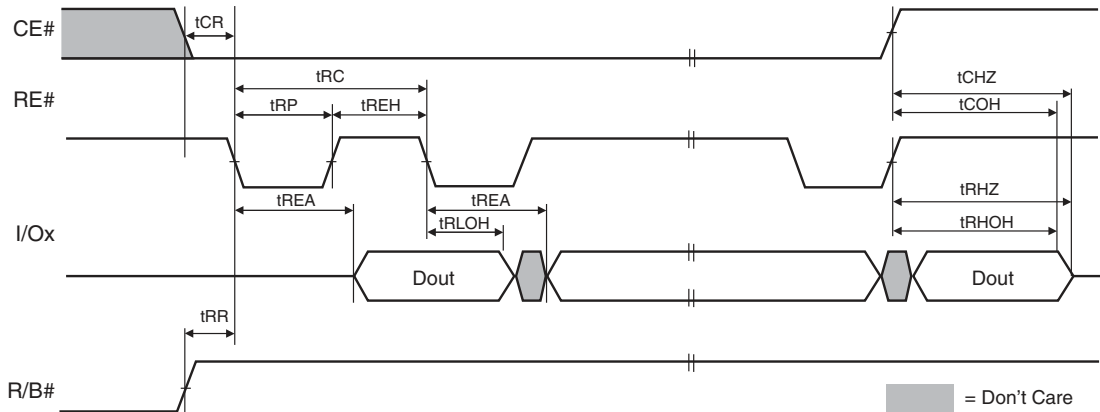 CE#
tCR
tRC
tCHZ
RE#
tRP
tREH
tCOH
tREA
tREA
tRHZ
tRLOH
tRHOH
I/Ox
Dout
Dout
tRR
R/B#
= Don't Care